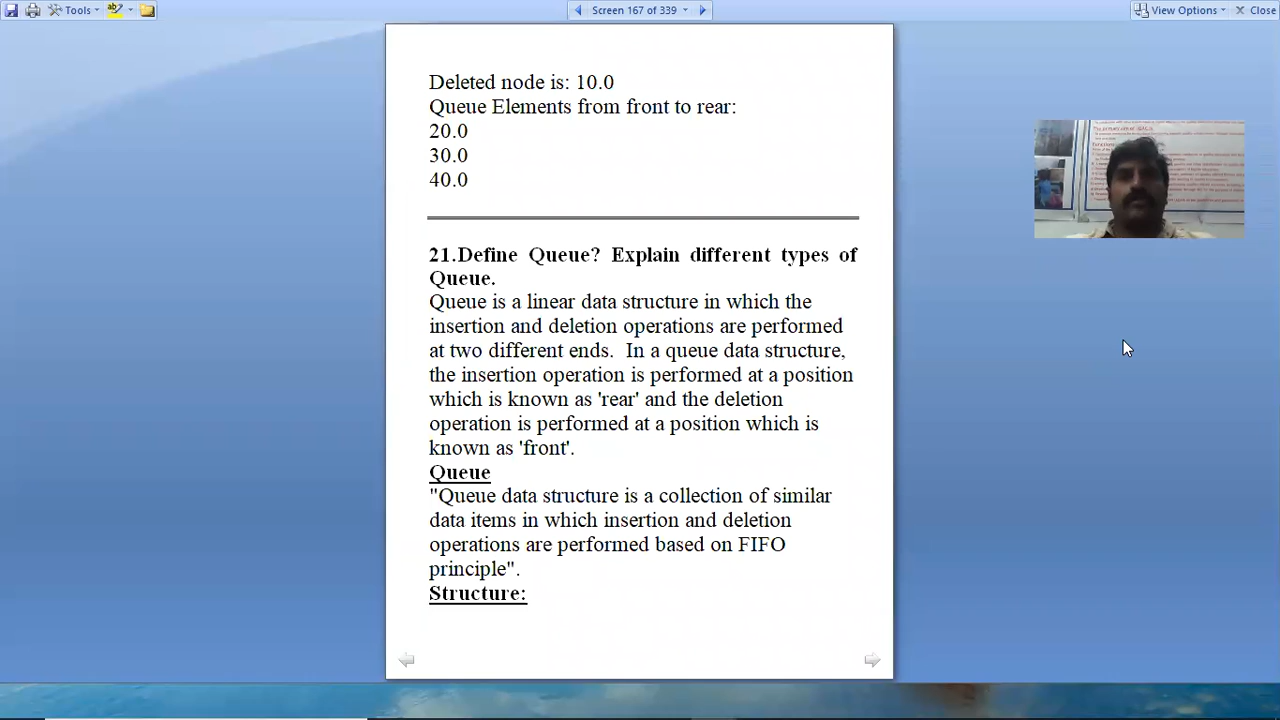 Tools
Screen 167 of 339
View Options
Close
Deleted node is: 10.0
Queue Elements from front to rear:
20.0
30.0
40.0
21.Define Queue? Explain different types of
Queue.
Queue is a linear data structure in which the
insertion and deletion operations are performed
at two different ends.  In a queue data structure,
the insertion operation is performed at a position
which is known as 'rear' and the deletion
operation is performed at a position which is
known as 'front'.
Queue
"Queue data structure is a collection of similar
data items in which insertion and deletion
operations are performed based on FIFO
principle".
Structure: